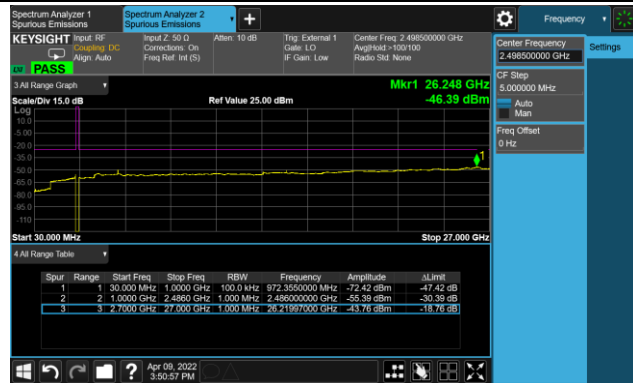 Spectrum Analyzer 1
Spurious Emissions
Spectrum Analyzer 2
Spurious Emissions
Frequency
KEYSIGHT
Input: RF
Coupling: DC
Align: Auto
Input Z: 50 Ω
Corrections: On
Freq Ref: Int (S)
Atten: 10 dB
Trig: External 1
Gate: LO
IF Gain: Low
Center Freq: 2.498500000 GHz
Avg|Hold:>100/100
Radio Std: None
PASS
3 All Range Graph
Mkr1 26.248 GHz
Scale/Div 15.0 dB
Ref Value 25.00 dBm
-46.39 dBm
Log
10.0
-5.00
-20.0
-35.0
-50.0
-65.0
-80.0
-95.0
-110
1
Start 30.000 MHz
Stop 27.000 GHz
4 All Range Table
Spur Range Start Freq Stop Freq RBW Frequency Amplitude ΔLimit
1 1 30.000 MHz 1.0000 GHz 100.0 kHz 972.3550000 MHz -72.42 dBm -47.42 dB
2 2 1.0000 GHz 2.4860 GHz 1.000 MHz 2.486000000 GHz -55.39 dBm -30.39 dB
3 3 2.7000 GHz 27.000 GHz 1.000 MHz 26.21997000 GHz -43.76 dBm -18.76 dB
Center Frequency
2.498500000 GHz
Settings
CF Step
5.000000 MHz
Auto
Man
Freq Offset
0 Hz
?
Apr 09, 2022
3:50:57 PM